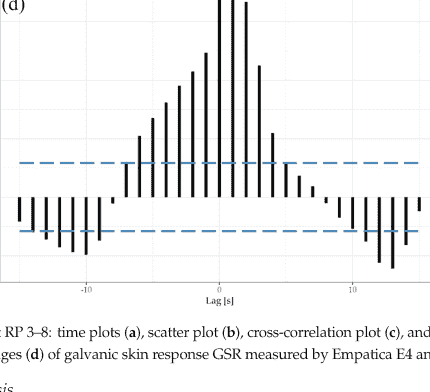 (d)
-10 0 10
Lag [s]
RP 3–8: time plots (a), scatter plot (b), cross-correlation plot (c), and
ges (d) of galvanic skin response GSR measured by Empatica E4 an
sis